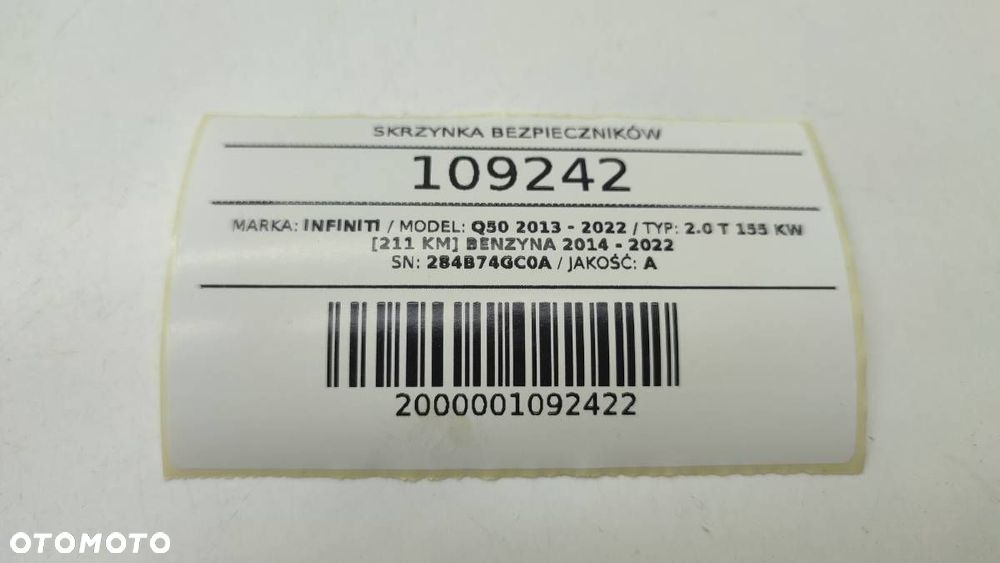 SKRZYNKA BEZPIECZNIKÓW
109242
MARKA: INFINITI / MODEL: Q50 2013 - 2022 / TYP: 2.0 T 155 KW
[211 KM] BENZYNA 2014 - 2022
SN: 284B74GC0A / JAKOŚĆ: A
2000001092422
OTOMOTO